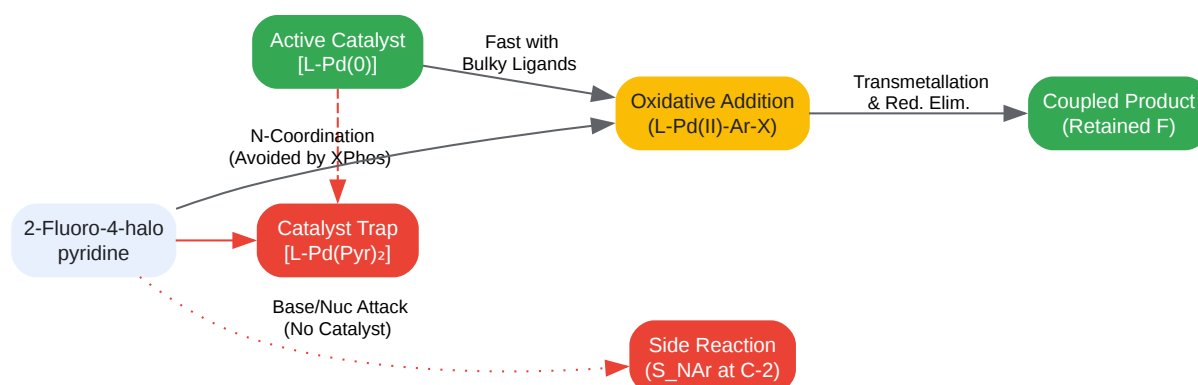 Active Catalyst
[L-Pd(0)]
Fast with
Bulky Ligands
Oxidative Addition
(L-Pd(II)-Ar-X)
Transmetallation
& Red. Elim.
Coupled Product
(Retained F)
N-Coordination
(Avoided by XPhos)
2-Fluoro-4-halo
pyridine
Catalyst Trap
[L-Pd(Pyr)₂]
Base/Nuc Attack
(No Catalyst)
Side Reaction
(S_NAr at C-2)